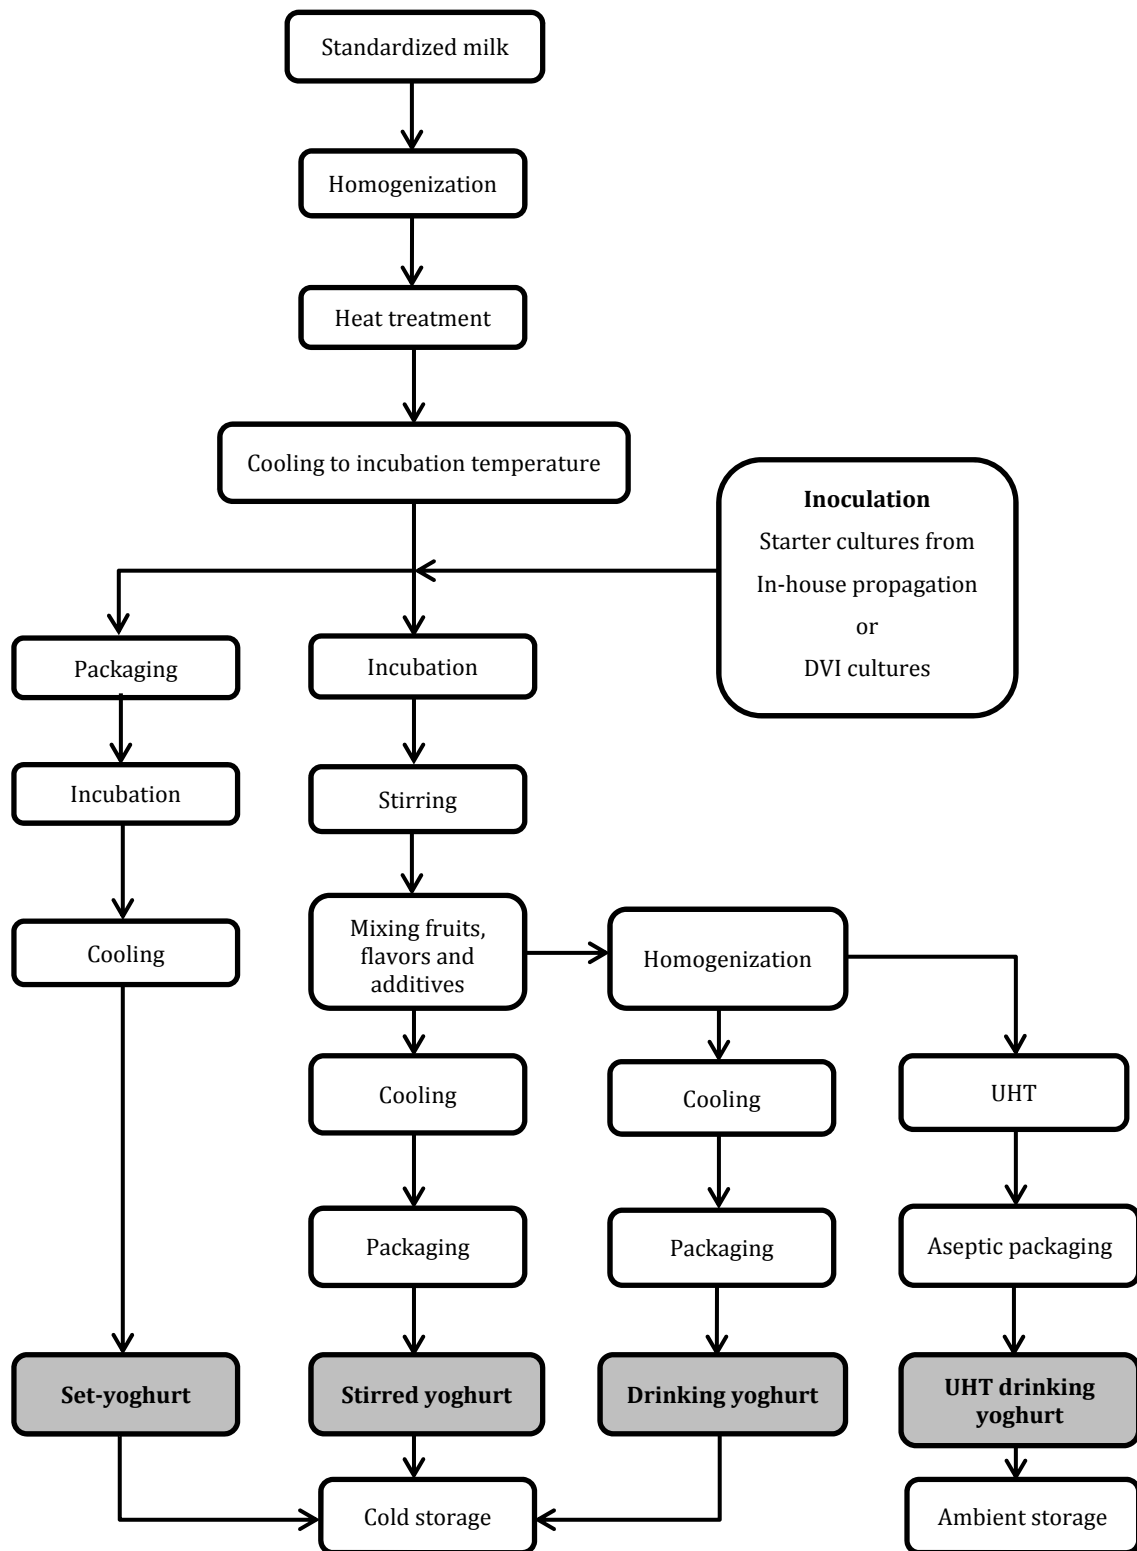 Standardized milk
Homogenization
Heat treatment
Cooling to incubation temperature
Inoculation
Starter cultures from
In-house propagation
or
DVI cultures
Packaging
Incubation
Incubation
Stirring
Cooling
Mixing fruits,
flavors and
additives
Homogenization
Cooling
Cooling
UHT
Packaging
Packaging
Aseptic packaging
Set-yoghurt
Stirred yoghurt
Drinking yoghurt
UHT drinking
yoghurt
Cold storage
Ambient storage